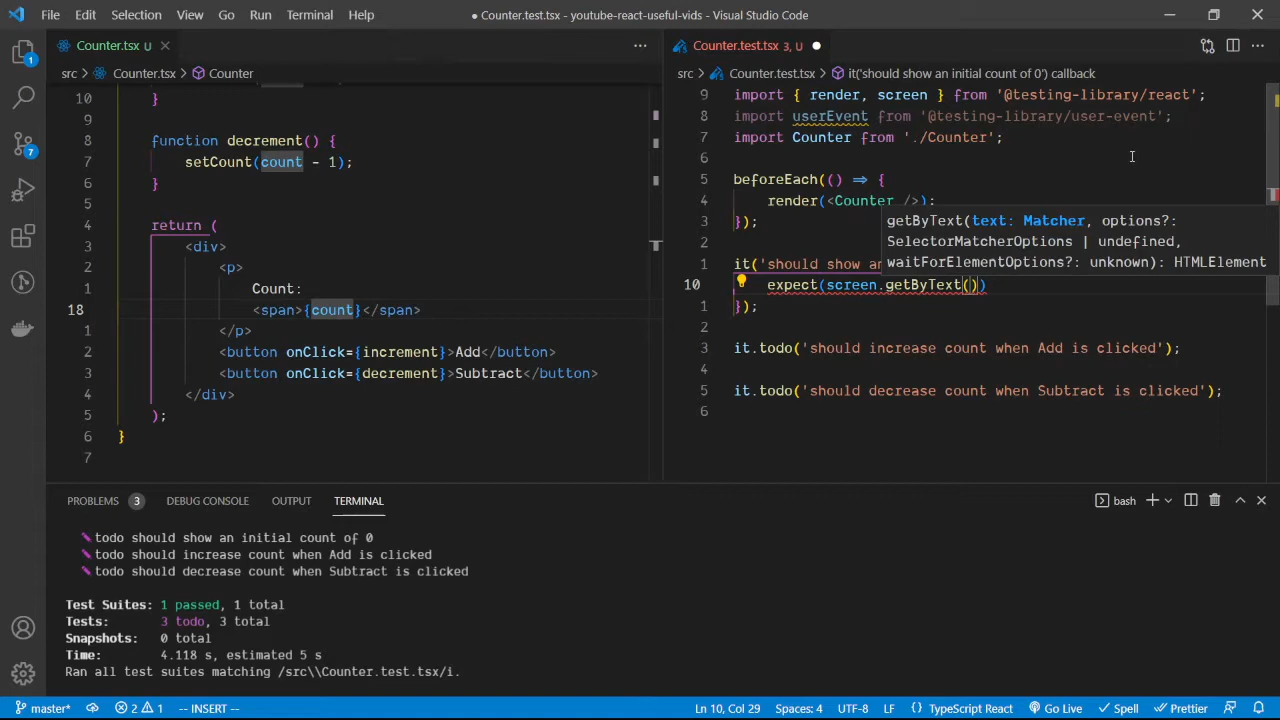 File Edit Selection View Go Run Terminal Help
● Counter.test.tsx - youtube-react-useful-vids - Visual Studio Code
Counter.tsx U
src > Counter.tsx > Counter
10 }
9
8 function decrement() {
7 setCount(count - 1);
6 }
5
4 return (
3 <div>
2 <p>
1 Count:
18 <span>{count}</span>
1 </p>
2 <button onClick={increment}>Add</button>
3 <button onClick={decrement}>Subtract</button>
4 </div>
5 );
6 }
7
Counter.test.tsx 3, U ●
src > Counter.test.tsx > it('should show an initial count of 0') callback
9 import { render, screen } from '@testing-library/react';
8 import userEvent from '@testing-library/user-event';
7 import Counter from './Counter';
6
5 beforeEach(() => {
4 render(<Counter />);
3 });
2
1 it('should show an
10 expect(screen.getByText())
1 });
2
3 it.todo('should increase count when Add is clicked');
4
5 it.todo('should decrease count when Subtract is clicked');
6
getByText(text: Matcher, options?:
SelectorMatcherOptions | undefined,
waitForElementOptions?: unknown): HTMLElement
1
7
PROBLEMS 3 DEBUG CONSOLE OUTPUT TERMINAL
bash
todo should show an initial count of 0
todo should increase count when Add is clicked
todo should decrease count when Subtract is clicked
Test Suites: 1 passed, 1 total
Tests: 3 todo, 3 total
Snapshots: 0 total
Time: 4.118 s, estimated 5 s
Ran all test suites matching /src\\Counter.test.tsx/i.
master* 2 1 -- INSERT -- Ln 10, Col 29 Spaces: 4 UTF-8 LF TypeScript React Go Live Spell Prettier